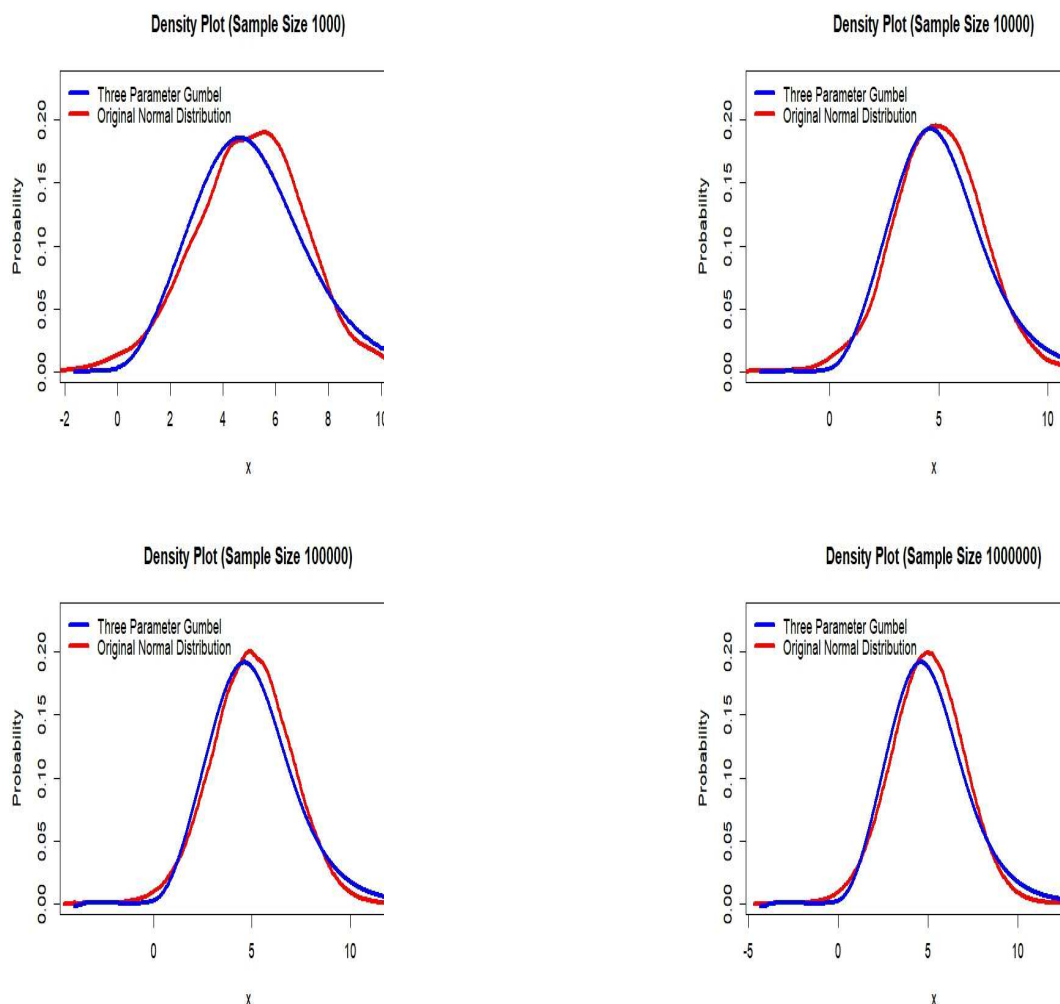 Density Plot (Sample Size 1000)
Three Parameter Gumbel
Original Normal Distribution
Probability
0.20
0.15
0.10
0.05
0.00
-2 0 2 4 6 8 10
x
Density Plot (Sample Size 10000)
Three Parameter Gumbel
Original Normal Distribution
Probability
0.20
0.15
0.10
0.05
0.00
0 5 10
x
Density Plot (Sample Size 100000)
Three Parameter Gumbel
Original Normal Distribution
Probability
0.20
0.15
0.10
0.05
0.00
0 5 10
x
Density Plot (Sample Size 1000000)
Three Parameter Gumbel
Original Normal Distribution
Probability
0.20
0.15
0.10
0.05
0.00
-5 0 5 10
x